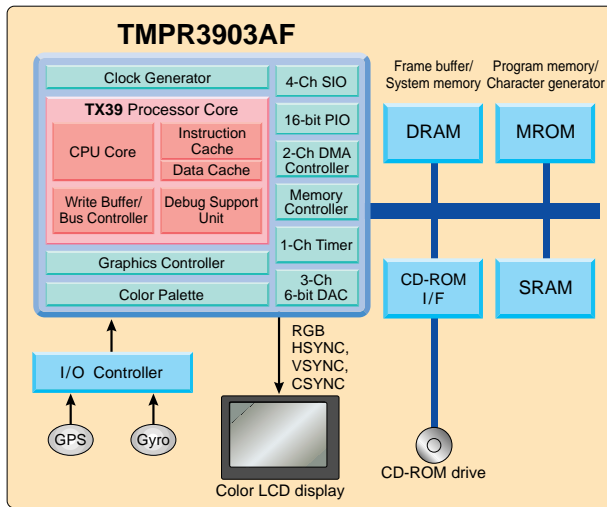 TMPR3903AF
Clock Generator
TX39 Processor Core
CPU Core
Instruction
Cache
Data Cache
Write Buffer/
Bus Controller
Debug Support
Unit
Graphics Controller
Color Palette
4-Ch SIO
16-bit PIO
2-Ch DMA
Controller
Memory
Controller
1-Ch Timer
3-Ch
6-bit DAC
Frame buffer/
System memory
DRAM
Program memory/
Character generator
MROM
CD-ROM
I/F
SRAM
I/O Controller
GPS
Gyro
RGB
HSYNC,
VSYNC,
CSYNC
Color LCD display
CD-ROM drive